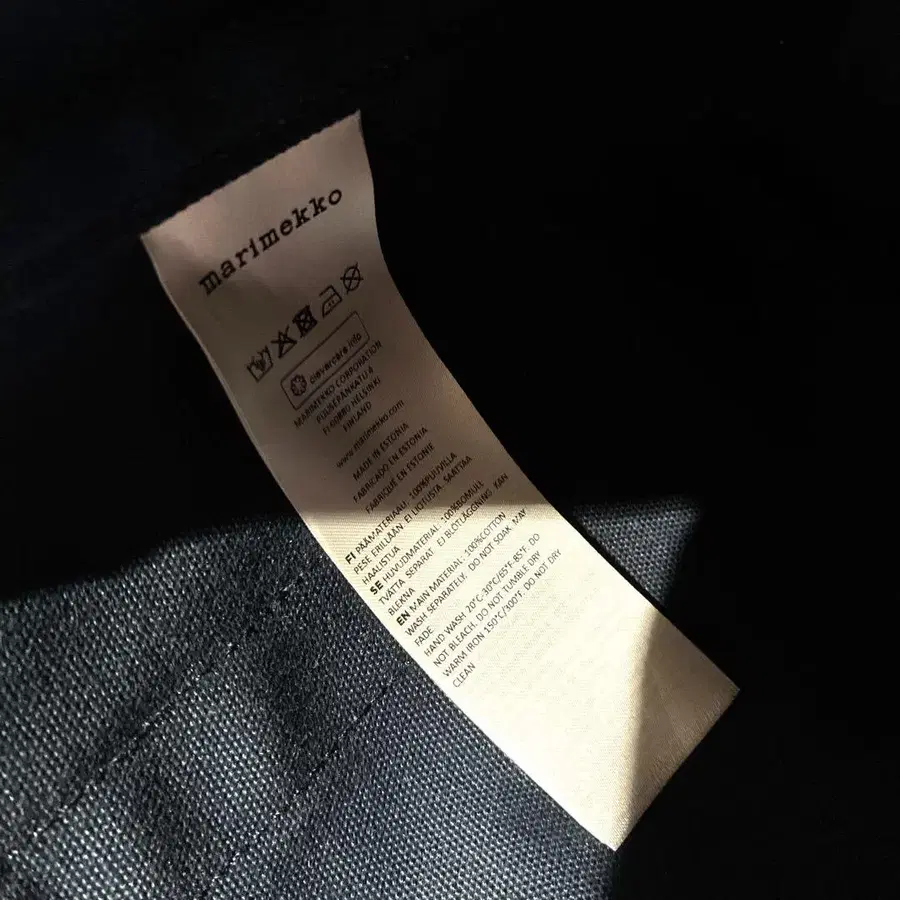 marimekko
clevercare.info
MARIMEKKO CORPORATION
PUUSEPÄNKATU 4
FI-00880 HELSINKI
FINLAND
www.marimekko.com
MADE IN ESTONIA
FABRICADO EN ESTONIA
FABRIQUÉ EN ESTONIE
FI PÄÄMATERIAALI: 100%PUUVILLA
PESE ERILLÄÄN. EI LIOTUSTA. SAATTAA
HAALISTUA
SE HUVUDMATERIAL: 100%BOMULL
TVÄTTA SEPARAT. EJ BLÖTLÄGGNING. KAN
BLEKNA
EN MAIN MATERIAL: 100%COTTON
WASH SEPARATELY. DO NOT SOAK. MAY
FADE
HAND WASH 20°C-30°C/65°F-85°F. DO
NOT BLEACH. DO NOT TUMBLE DRY
WARM IRON 150°C/300°F. DO NOT DRY
CLEAN